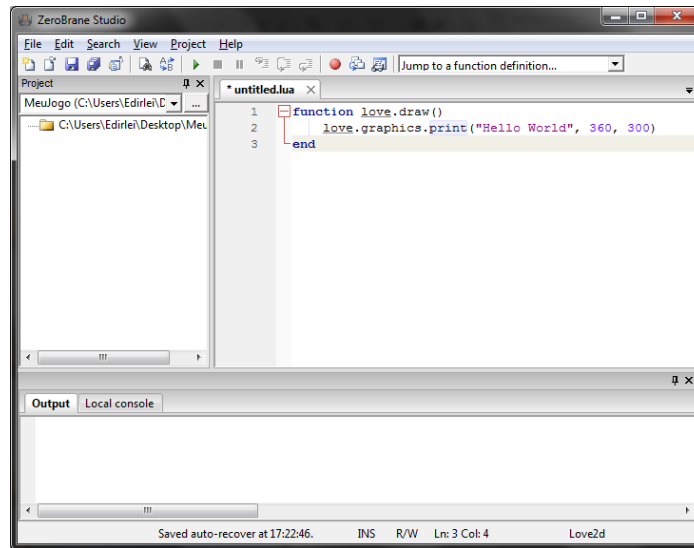 ZeroBrane Studio
File Edit Search View Project Help
Jump to a function definition...
Project
MeuJogo (C:\Users\Edirlei\D
...
C:\Users\Edirlei\Desktop\Meu
* untitled.lua
1 function love.draw()
2 love.graphics.print("Hello World", 360, 300)
3 end
Output Local console
Saved auto-recover at 17:22:46. INS R/W Ln: 3 Col: 4 Love2d